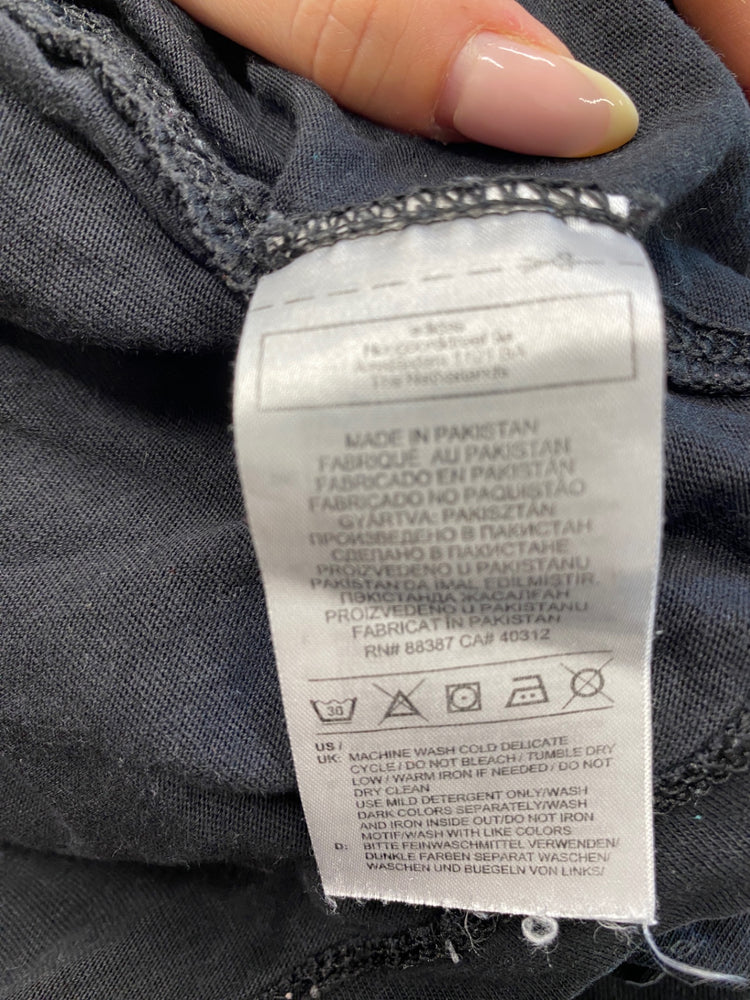 adidas
Amsterdam 1101 BA
The Netherlands
MADE IN PAKISTAN
FABRIQUÉ AU PAKISTAN
FABRICADO EN PAKISTÁN
FABRICADO NO PAQUISTÃO
GYÁRTVA: PAKISZTÁN
ПРОИЗВЕДЕНО В ПАКИСТАН
СДЕЛАНО В ПАКИСТАНЕ
PROIZVEDENO U PAKISTANU
PAKISTAN'DA IMAL EDILMIŞTIR.
ПӘКІСТАНДА ЖАСАЛҒАН
PROIZVEDENO U PAKISTANU
FABRICAT ÎN PAKISTAN
RN# 88387 CA# 40312
30
US /
UK: MACHINE WASH COLD DELICATE
CYCLE / DO NOT BLEACH / TUMBLE DRY
LOW / WARM IRON IF NEEDED / DO NOT
DRY CLEAN
USE MILD DETERGENT ONLY/WASH
DARK COLORS SEPARATELY/WASH
AND IRON INSIDE OUT/DO NOT IRON
MOTIF/WASH WITH LIKE COLORS
D: BITTE FEINWASCHMITTEL VERWENDEN/
DUNKLE FARBEN SEPARAT WASCHEN/
WASCHEN UND BUEGELN VON LINKS/